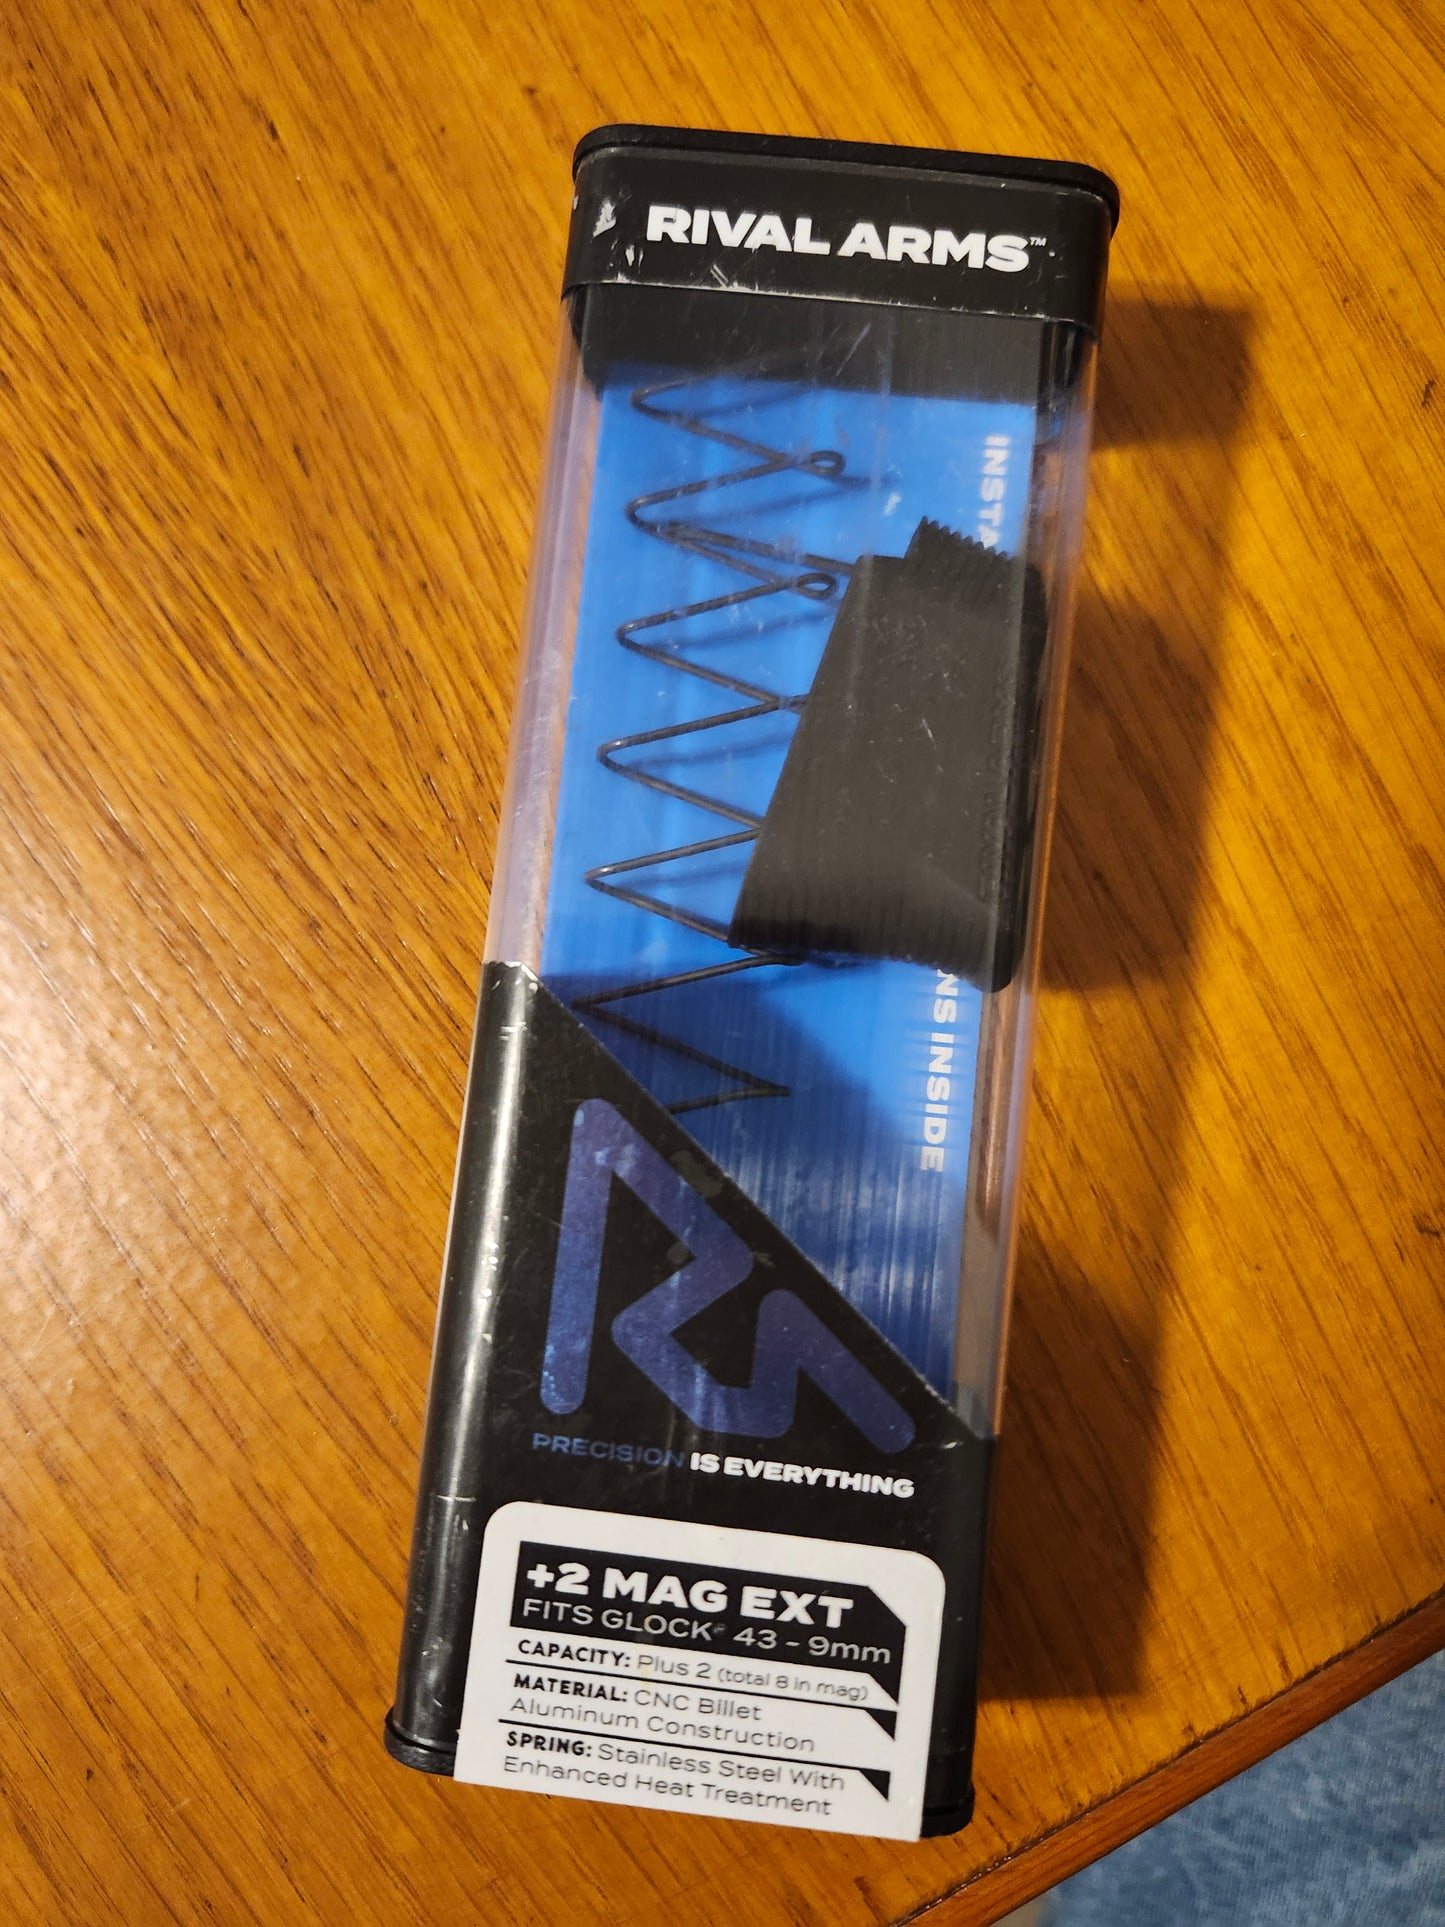 RIVAL ARMS™
INSTA
NS INSIDE
PRECISION IS EVERYTHING
+2 MAG EXT
FITS GLOCK® 43 - 9mm
CAPACITY: Plus 2 (total 8 in mag)
MATERIAL: CNC Billet
Aluminum Construction
SPRING: Stainless Steel With
Enhanced Heat Treatment